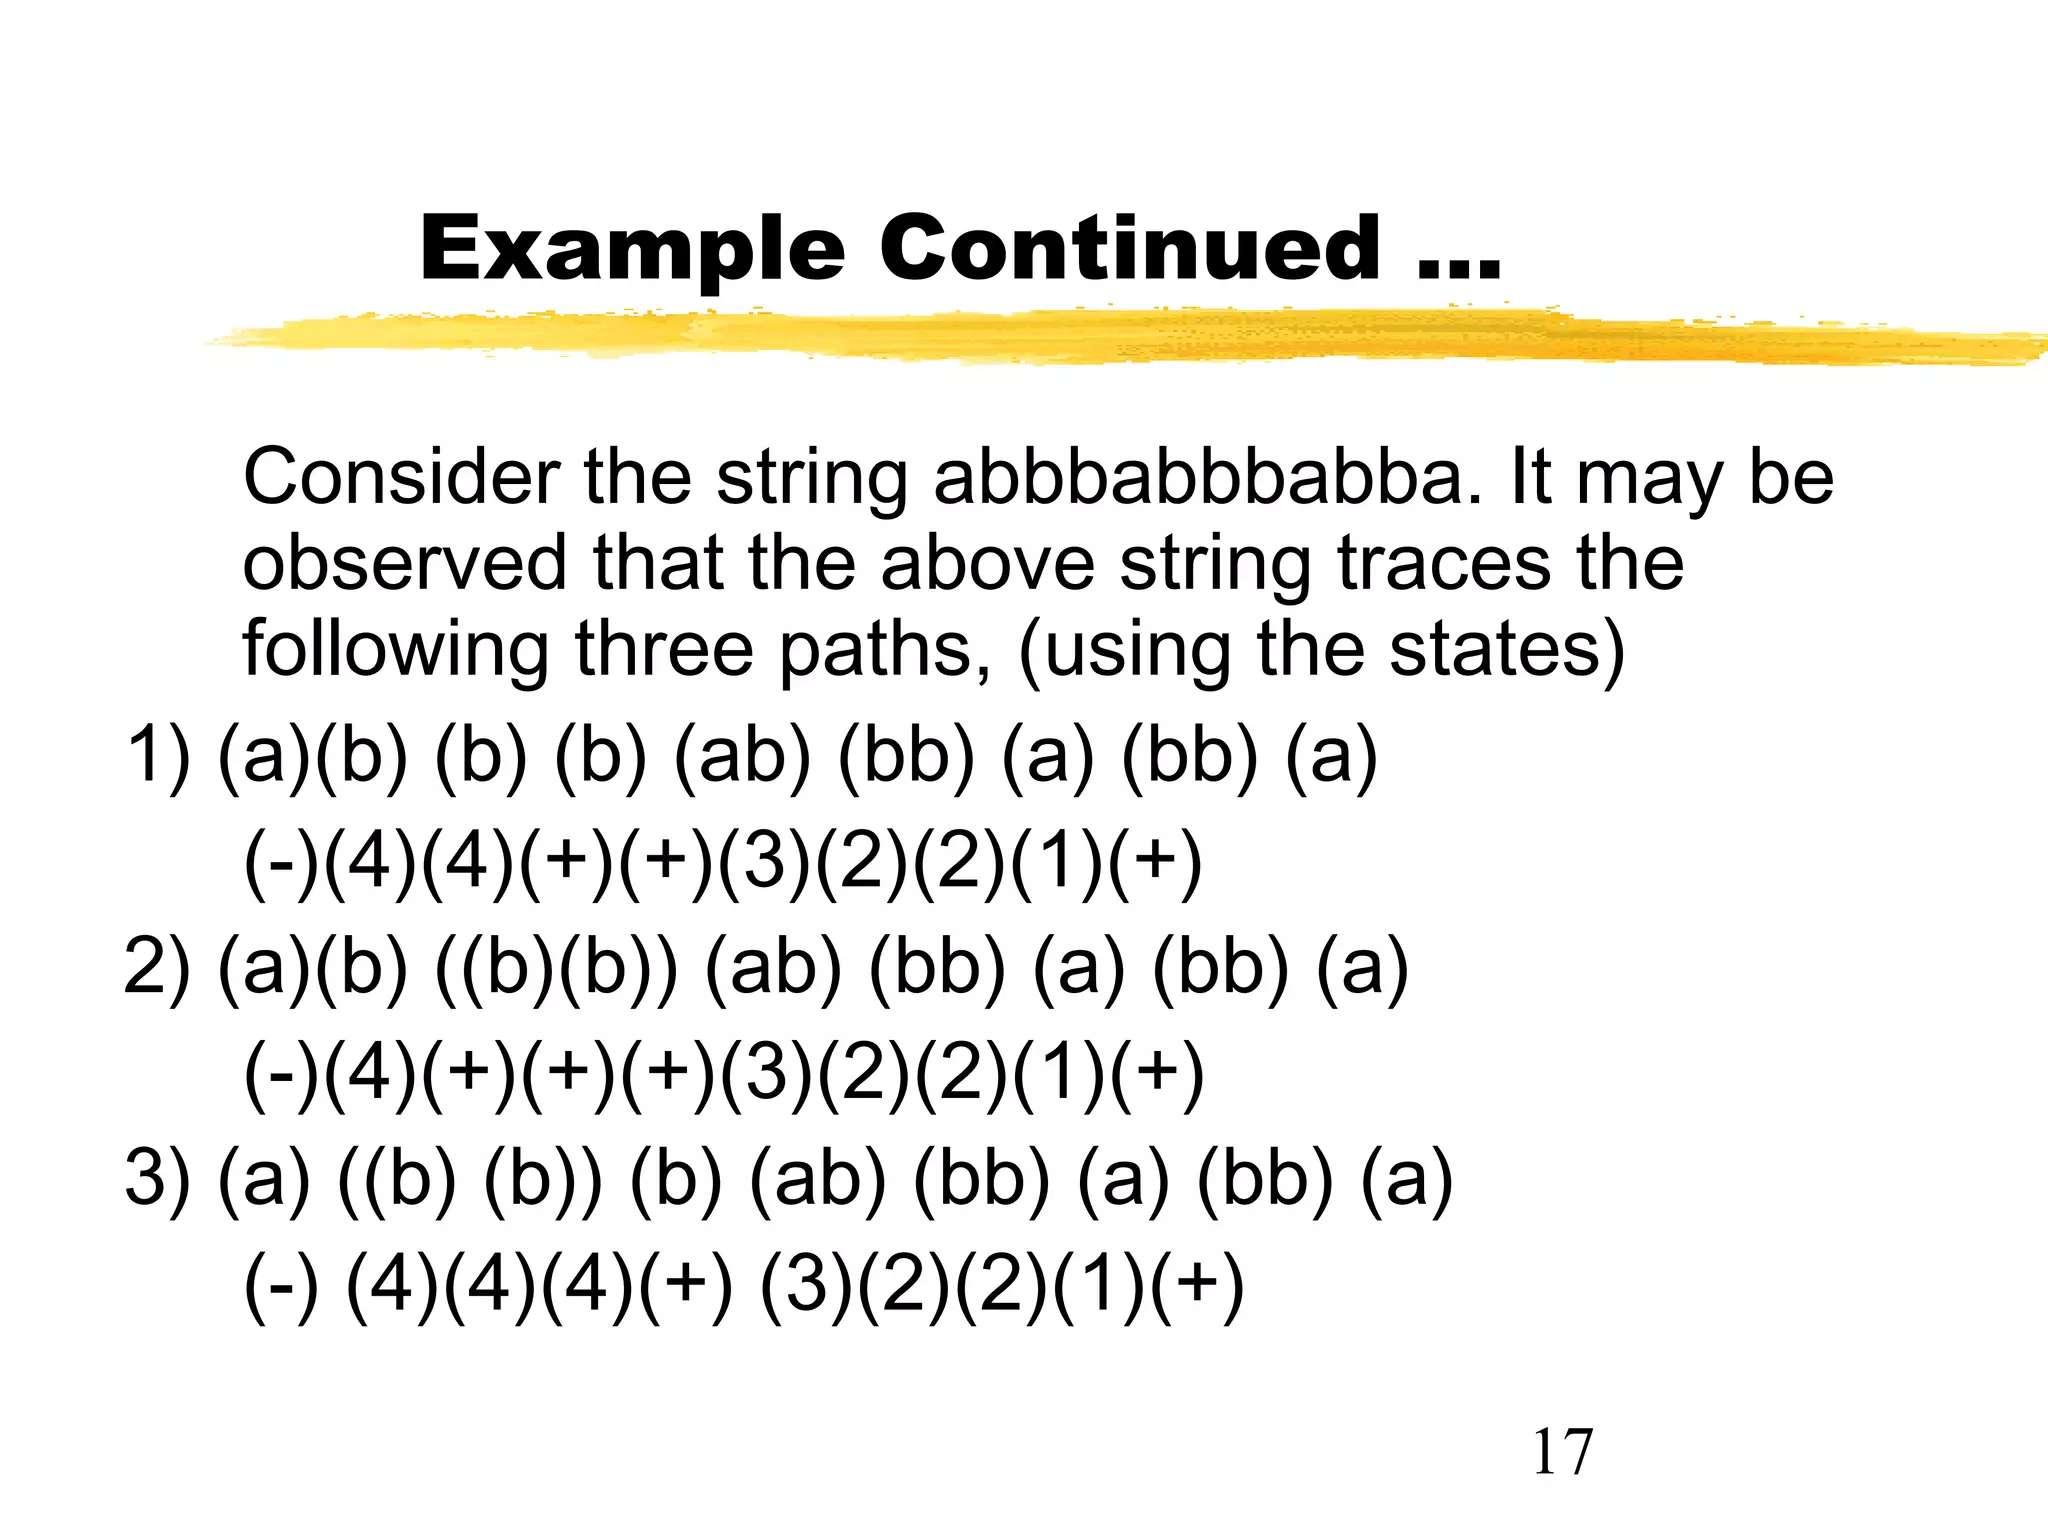 Example Continued ...
Consider the string abbbabbbabba. It may be
observed that the above string traces the
following three paths, (using the states)
1) (a)(b) (b) (b) (ab) (bb) (a) (bb) (a)
(-)(4)(4)(+)(+)(3)(2)(2)(1)(+)
2) (a)(b) ((b)(b)) (ab) (bb) (a) (bb) (a)
(-)(4)(+)(+)(+)(3)(2)(2)(1)(+)
3) (a) ((b) (b)) (b) (ab) (bb) (a) (bb) (a)
(-) (4)(4)(4)(+) (3)(2)(2)(1)(+)
17